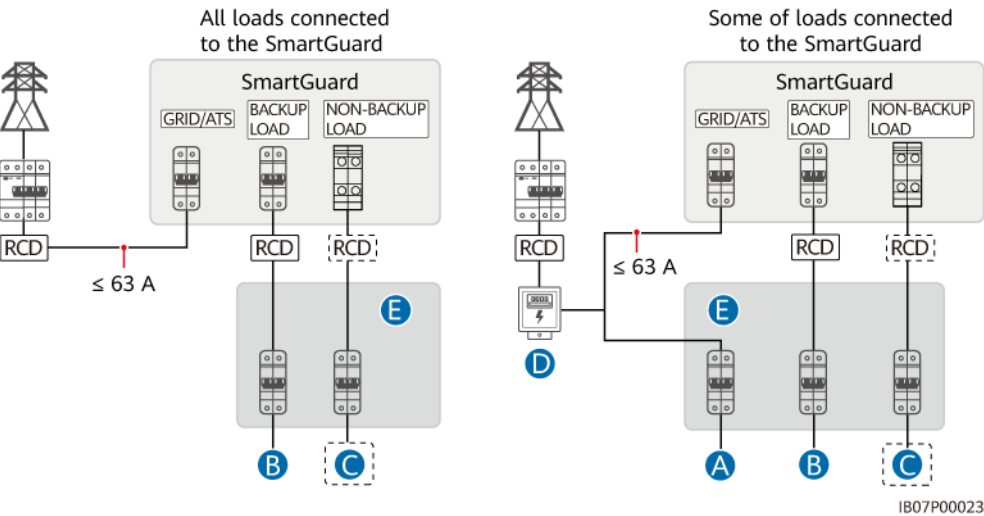 All loads connected
to the SmartGuard
SmartGuard
GRID/ATS
BACKUP
LOAD
NON-BACKUP
LOAD
RCD
RCD
RCD
≤ 63 A
E
B
C
Some of loads connected
to the SmartGuard
SmartGuard
GRID/ATS
BACKUP
LOAD
NON-BACKUP
LOAD
RCD
RCD
RCD
≤ 63 A
E
D
A
B
C
IB07P00023